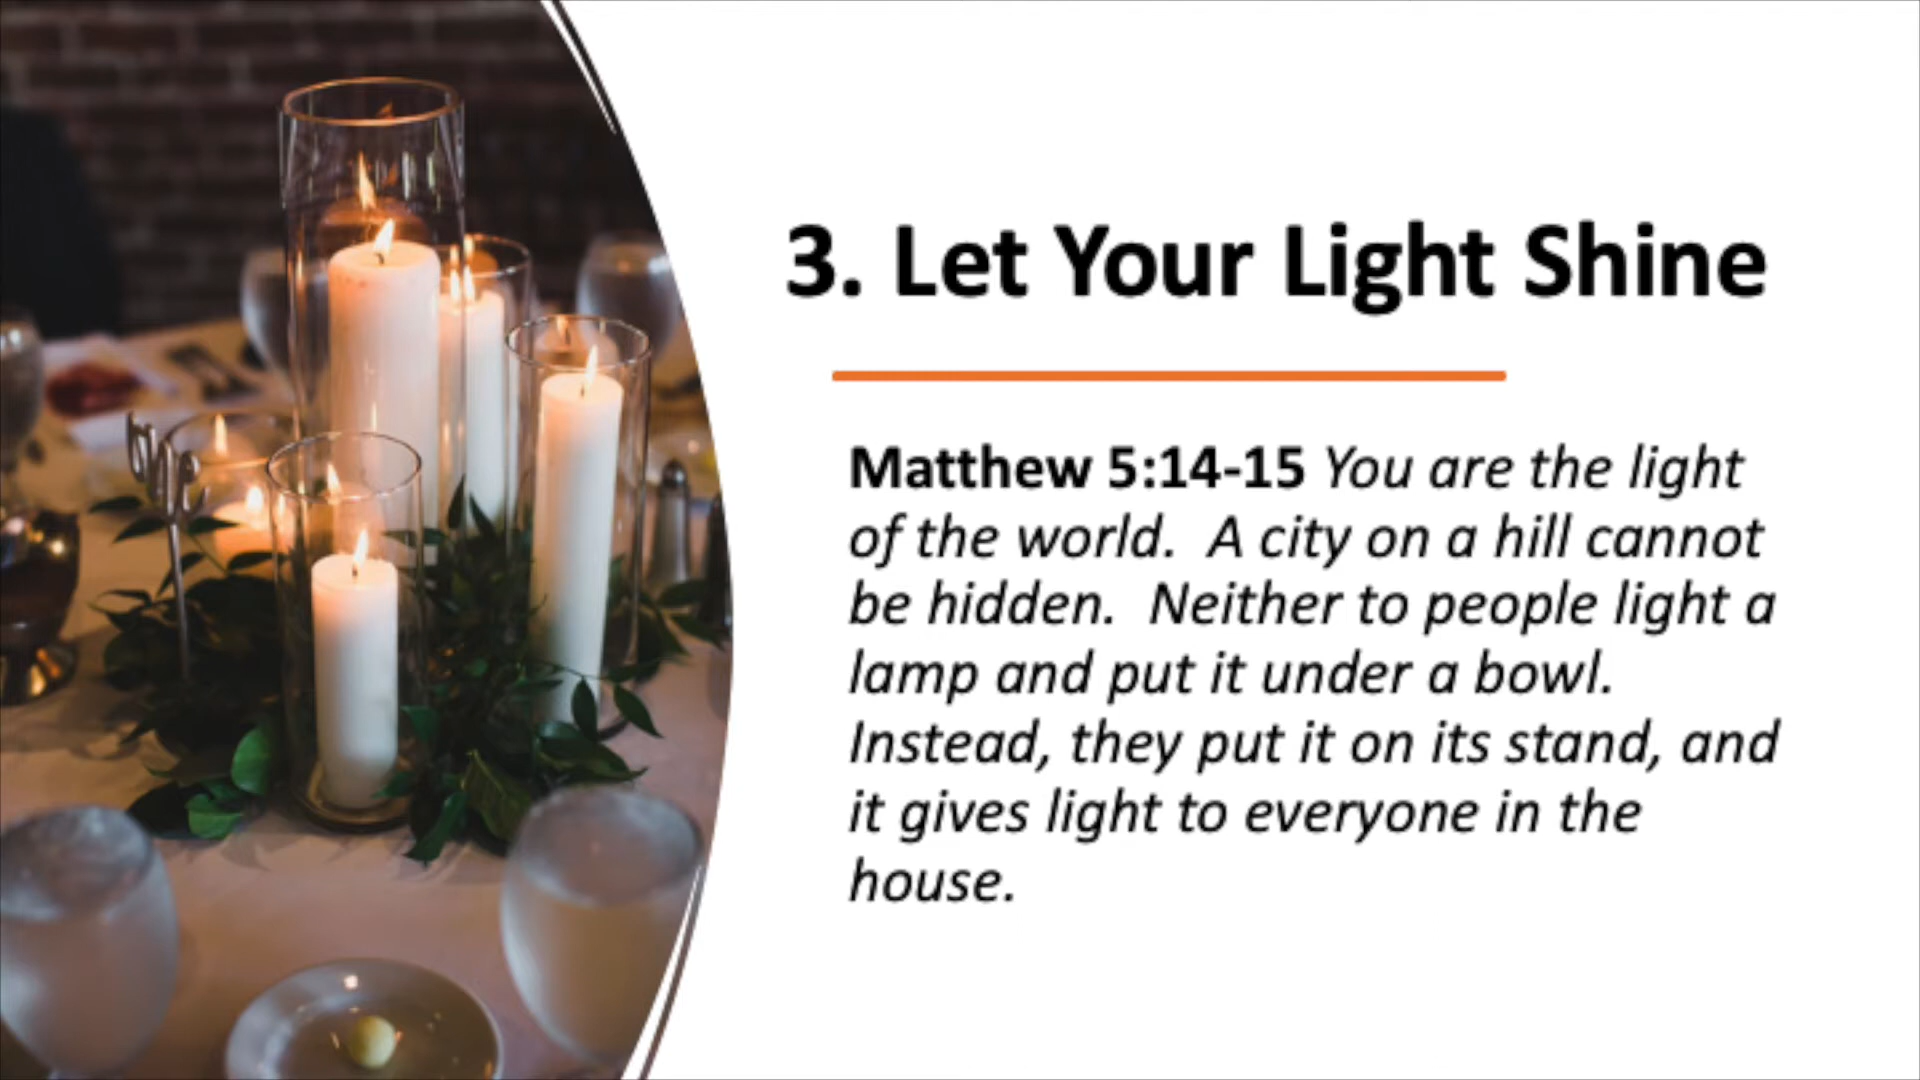 3. Let Your Light Shine
Matthew 5:14-15 You are the light
of the world.  A city on a hill cannot
be hidden.  Neither to people light a
lamp and put it under a bowl.
Instead, they put it on its stand, and
it gives light to everyone in the
house.